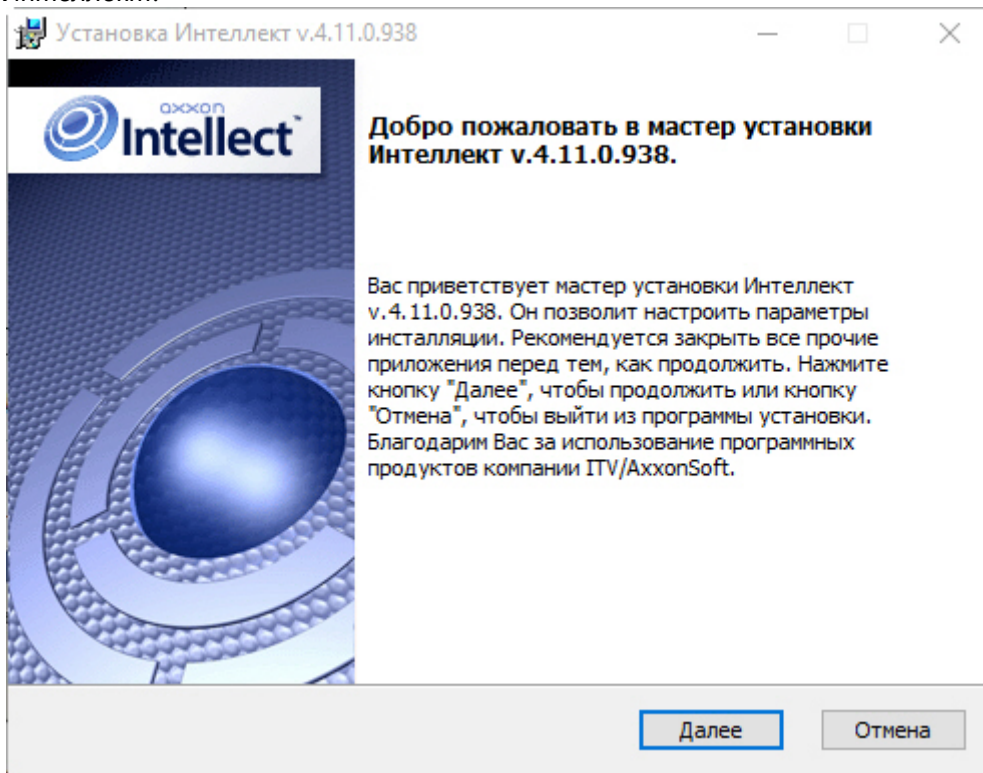 Установка Интеллект v.4.11.0.938
axxon
Intellect™
Добро пожаловать в мастер установки
Интеллект v.4.11.0.938.
Вас приветствует мастер установки Интеллект
v.4.11.0.938. Он позволит настроить параметры
инсталляции. Рекомендуется закрыть все прочие
приложения перед тем, как продолжить. Нажмите
кнопку "Далее", чтобы продолжить или кнопку
"Отмена", чтобы выйти из программы установки.
Благодарим Вас за использование программных
продуктов компании ITV/AxxonSoft.
Далее
Отмена